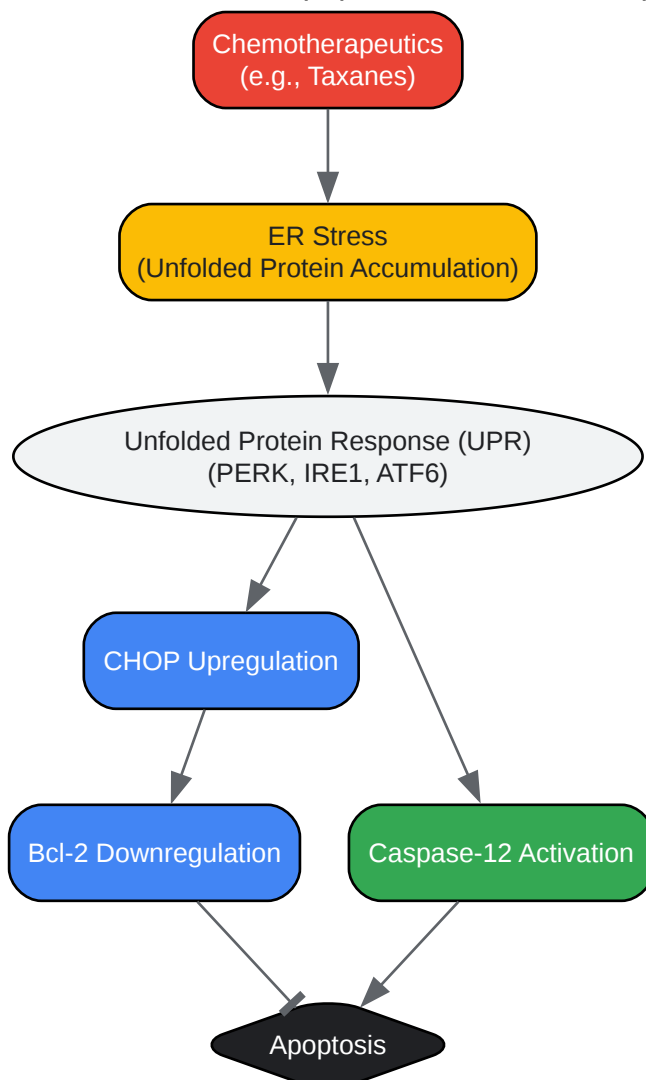 Chemotherapeutics
(e.g., Taxanes)
ER Stress
(Unfolded Protein Accumulation)
Unfolded Protein Response (UPR)
(PERK, IRE1, ATF6)
CHOP Upregulation
Bcl-2 Downregulation
Caspase-12 Activation
Apoptosis